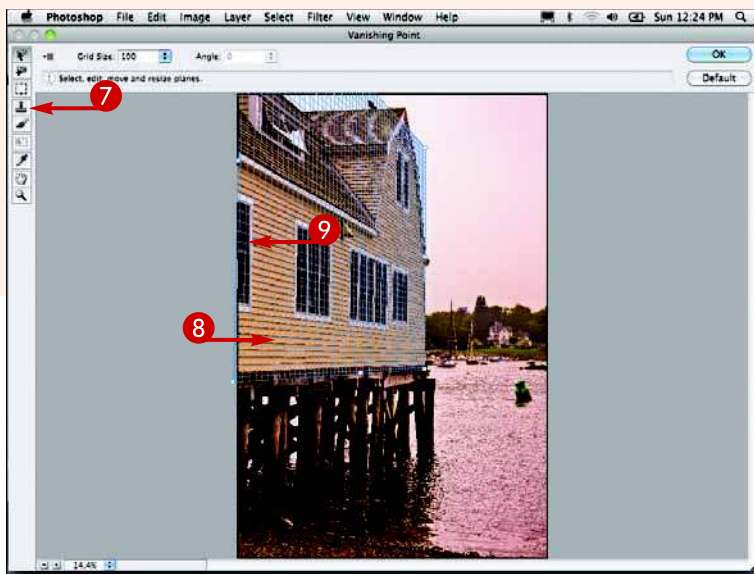 Photoshop File Edit Image Layer Select Filter View Window Help Sun 12:24 PM
Vanishing Point
Grid Size: 100 Angle: 0 OK
Select, edit, move and resize planes. Default
7
9
8
14.4%